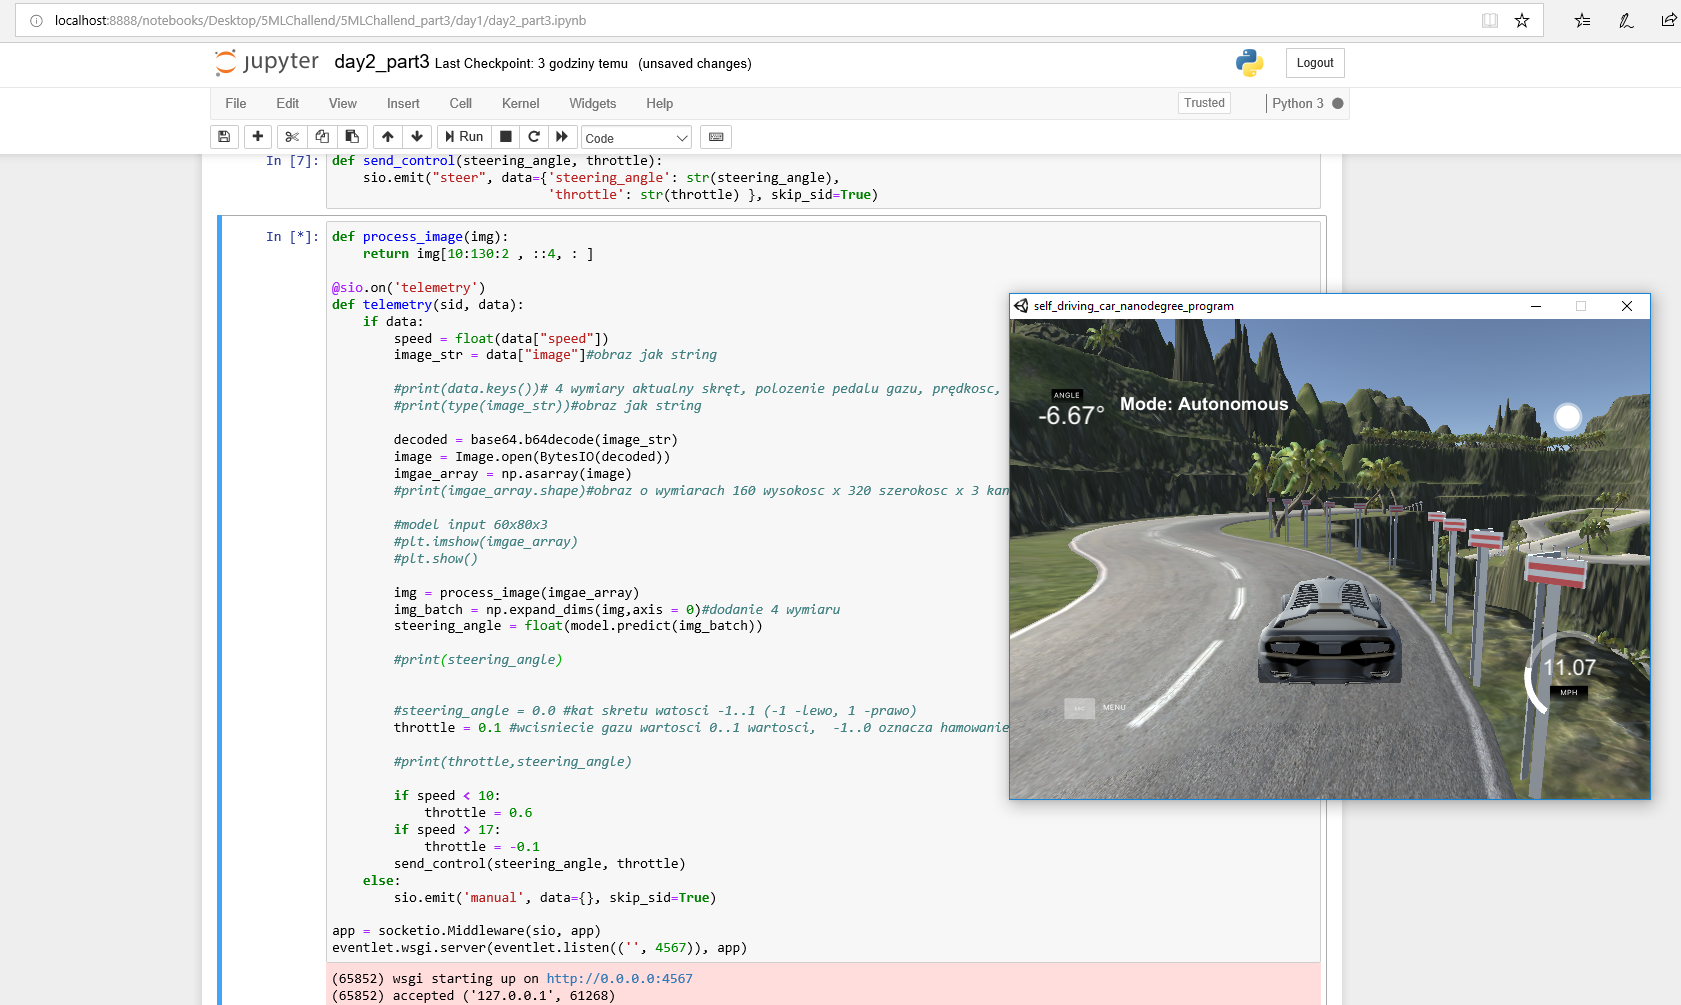 localhost:8888/notebooks/Desktop/5MLChallend/5MLChallend_part3/day1/day2_part3.ipynb
jupyter day2_part3 Last Checkpoint: 3 godziny temu (unsaved changes)
Logout
File Edit View Insert Cell Kernel Widgets Help
Trusted
Python 3
Run
Code
In [7]: def send_control(steering_angle, throttle):
    sio.emit("steer", data={'steering_angle': str(steering_angle),
                            'throttle': str(throttle) }, skip_sid=True)
In [*]: def process_image(img):
    return img[10:130:2 , ::4, : ]
@sio.on('telemetry')
def telemetry(sid, data):
    if data:
        speed = float(data["speed"])
        image_str = data["image"]#obraz jak string
        #print(data.keys())# 4 wymiary aktualny skręt, polozenie pedalu gazu, prędkosc,
        #print(type(image_str))#obraz jak string
        decoded = base64.b64decode(image_str)
        image = Image.open(BytesIO(decoded))
        imgae_array = np.asarray(image)
        #print(imgae_array.shape)#obraz o wymiarach 160 wysokosc x 320 szerokosc x 3 kan
        #model input 60x80x3
        #plt.imshow(imgae_array)
        #plt.show()
        img = process_image(imgae_array)
        img_batch = np.expand_dims(img,axis = 0)#dodanie 4 wymiaru
        steering_angle = float(model.predict(img_batch))
        #print(steering_angle)
        #steering_angle = 0.0 #kat skretu watosci -1..1 (-1 -lewo, 1 -prawo)
        throttle = 0.1 #wcisniecie gazu wartosci 0..1 wartosci,  -1..0 oznacza hamowanie
        #print(throttle,steering_angle)
        if speed < 10:
            throttle = 0.6
        if speed > 17:
            throttle = -0.1
        send_control(steering_angle, throttle)
    else:
        sio.emit('manual', data={}, skip_sid=True)
app = socketio.Middleware(sio, app)
eventlet.wsgi.server(eventlet.listen(('', 4567)), app)
(65852) wsgi starting up on http://0.0.0.0:4567
(65852) accepted ('127.0.0.1', 61268)
self_driving_car_nanodegree_program
ANGLE
-6.67°
Mode: Autonomous
11.07
MPH
MENU